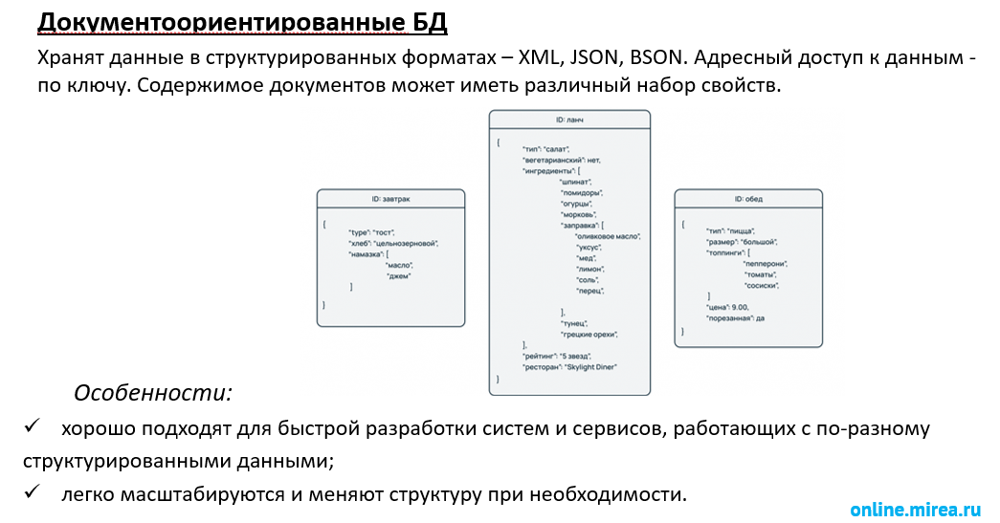 Документоориентированные БД
Хранят данные в структурированных форматах – XML, JSON, BSON. Адресный доступ к данным -
по ключу. Содержимое документов может иметь различный набор свойств.
ID: завтрак
{
"type": "тост",
"хлеб": "цельнозерновой",
"намазка": [
"масло",
"джем"
]
}
ID: ланч
{
"тип": "салат",
"вегетарианский": нет,
"ингредиенты": [
"шпинат",
"помидоры",
"огурцы",
"морковь",
"заправка": [
"оливковое масло",
"уксус",
"мед",
"лимон",
"соль",
"перец",
],
"тунец",
"грецкие орехи",
],
"рейтинг": "5 звезд",
"ресторан": "Skylight Diner"
}
ID: обед
{
"тип": "пицца",
"размер": "большой",
"топпинги": [
"пепперони",
"томаты",
"сосиски",
]
"цена": 9.00,
"порезанная": да
}
Особенности:
✓ хорошо подходят для быстрой разработки систем и сервисов, работающих с по-разному
структурированными данными;
✓ легко масштабируются и меняют структуру при необходимости.
online.mirea.ru